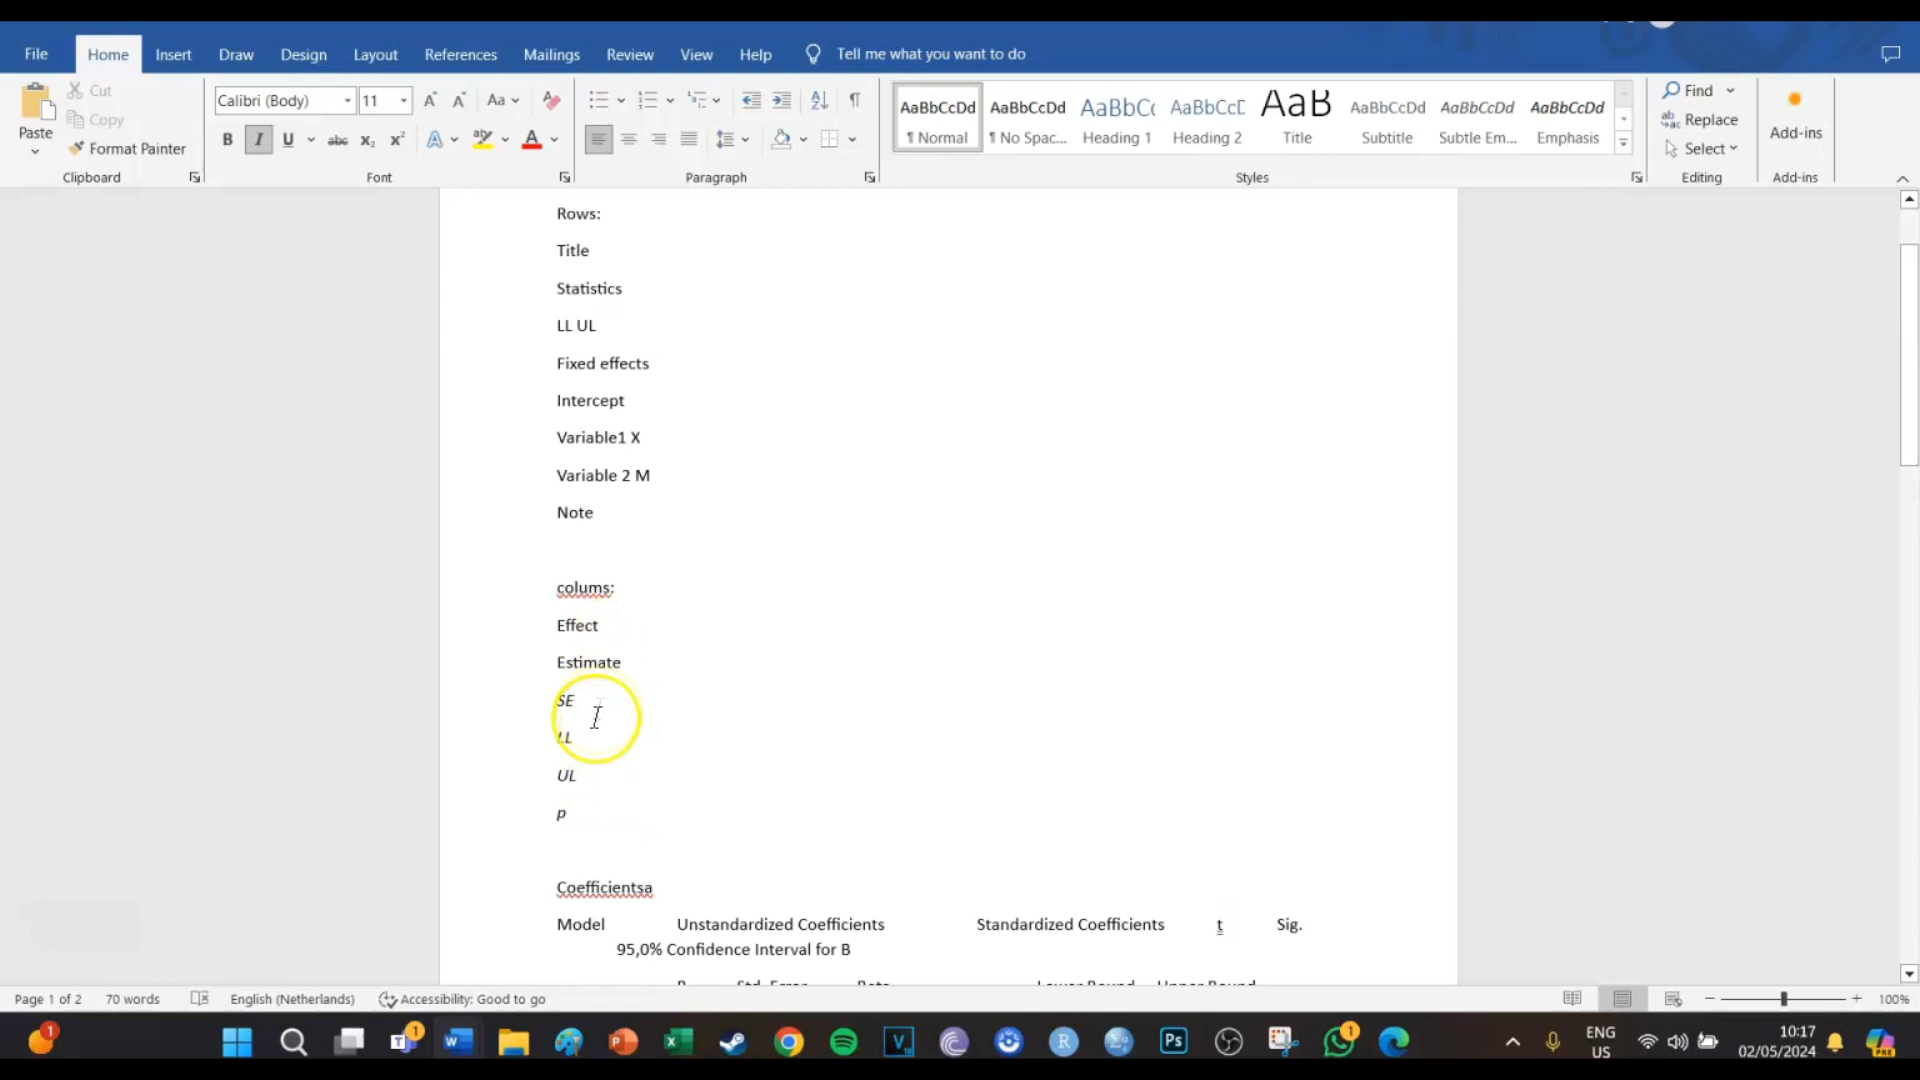 File Home Insert Draw Design Layout References Mailings Review View Help Tell me what you want to do
Paste
Cut
Copy
Format Painter
Clipboard
Calibri (Body) 11
Font
Paragraph
AaBbCcDd AaBbCcDd AaBbC( AaBbCcC AaB AaBbCcDd AaBbCcDd AaBbCcDd
¶ Normal ¶ No Spac... Heading 1 Heading 2 Title Subtitle Subtle Em... Emphasis
Styles
Find
Replace
Select
Editing
Add-ins
Add-ins
Rows:
Title
Statistics
LL UL
Fixed effects
Intercept
Variable1 X
Variable 2 M
Note
colums:
Effect
Estimate
SE
LL
UL
p
Coefficientsa
Model Unstandardized Coefficients Standardized Coefficients t Sig.
95,0% Confidence Interval for B
Page 1 of 2 70 words English (Netherlands) Accessibility: Good to go 100%
ENG
US
10:17
02/05/2024